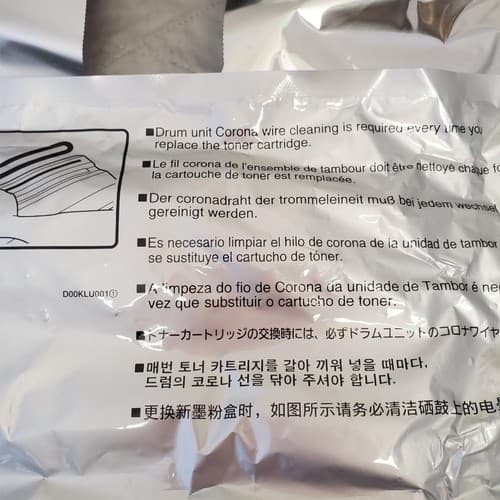 ■Drum unit Corona wire cleaning is required every time you
replace the toner cartridge.
■Le fil corona de l'ensemble de tambour doit être nettoyé chaque fo
la cartouche de toner est remplacée.
■Der coronadraht der trommeleineit muß bei jedem wechsel
gereinigt werden.
■Es necesario limpiar el hilo de corona de la unidad de tambor
se sustituye el cartucho de tóner.
■A limpeza do fio de Corona da unidade de Tambor é ne
vez que substituir o cartucho de toner.
D00KLU001①
■トナーカートリッジの交換時には、必ずドラムユニットのコロナワイヤ
■매번 토너 카트리지를 갈아 끼워 넣을 때마다,
드럼의 코로나 선을 닦아 주셔야 합니다.
■更换新墨粉盒时，如图所示请务必清洁硒鼓上的电